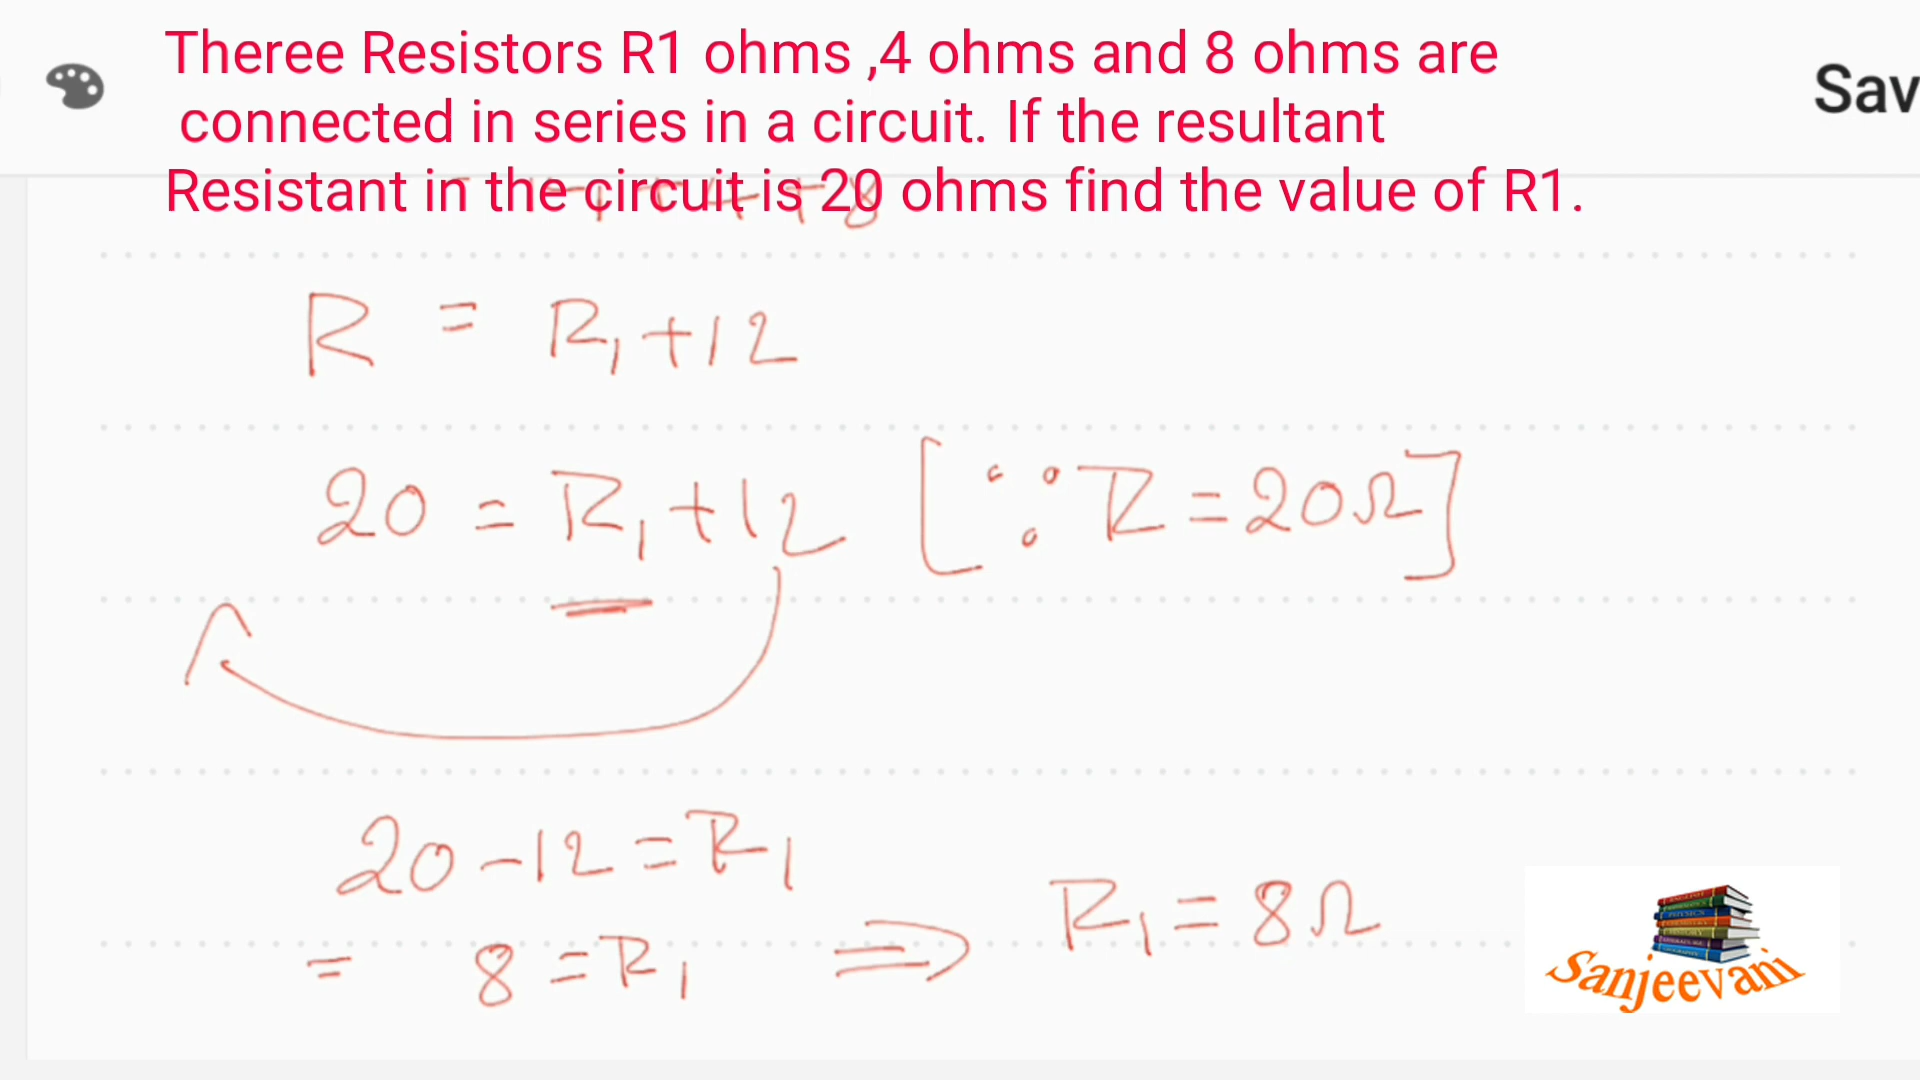 Theree Resistors R1 ohms ,4 ohms and 8 ohms are
connected in series in a circuit. If the resultant
Resistant in the circuit is 20 ohms find the value of R1.
Sav
+ 8
R = R₁+12
20 = R₁+12 [∵ R = 20Ω]
20-12 = R₁
= 8 = R₁ ⇒ R₁ = 8Ω
PHYSICS
Sanjeevani